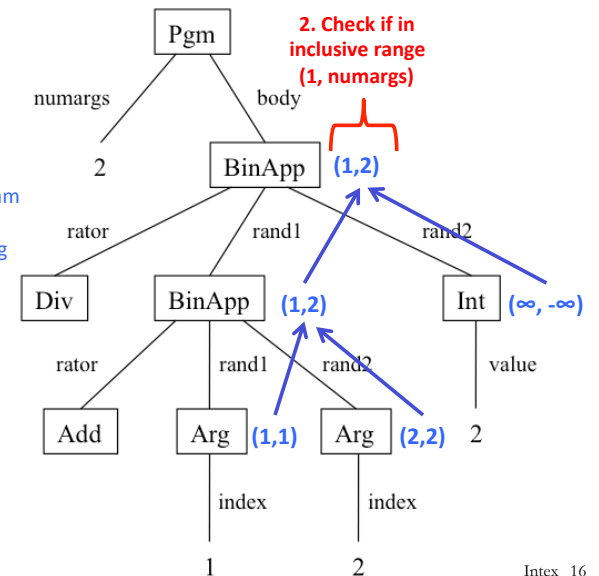 Pgm
2. Check if in
inclusive range
(1, numargs)
numargs
body
2
BinApp
(1,2)
am
g
rator
rand1
rand2
Div
BinApp
(1,2)
Int
(∞, -∞)
rator
rand1
rand2
value
Add
Arg
(1,1)
Arg
(2,2)
2
index
index
1
2
Intex 16